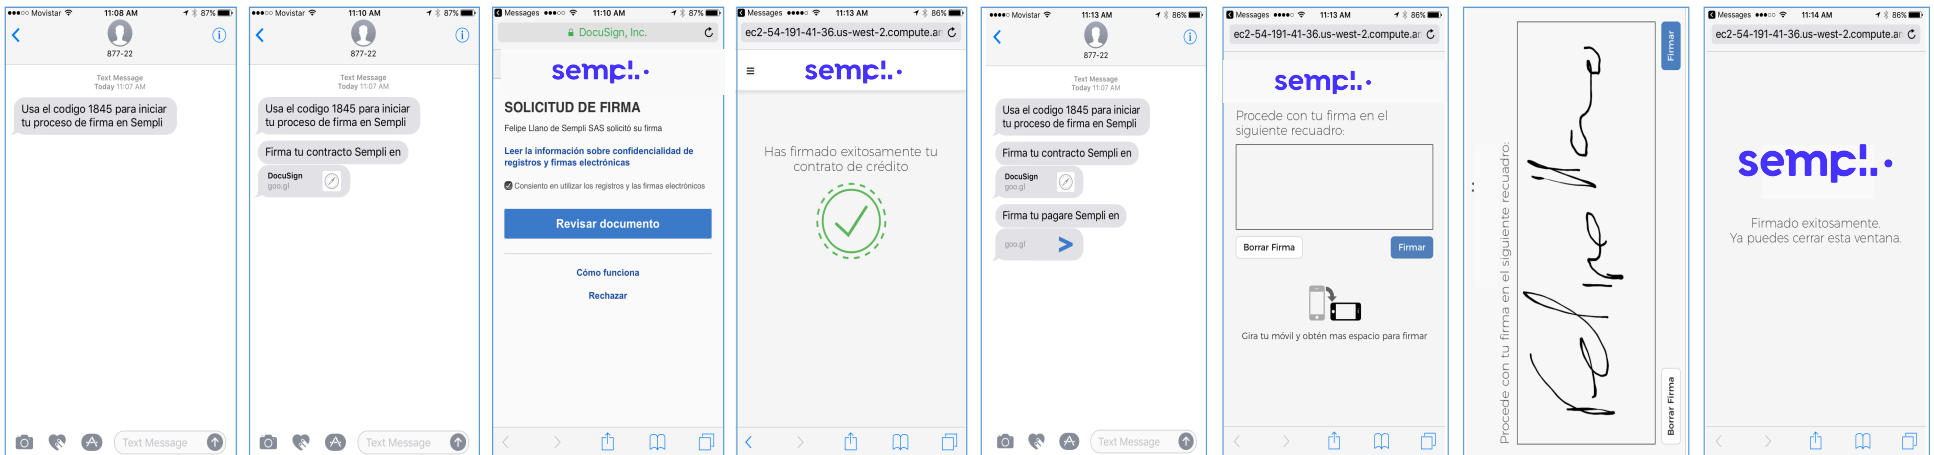 Movistar 11:08 AM 87%
877-22
Text Message
Today 11:07 AM
Usa el codigo 1845 para iniciar
tu proceso de firma en Sempli
Text Message
Movistar 11:10 AM 87%
877-22
Text Message
Today 11:07 AM
Usa el codigo 1845 para iniciar
tu proceso de firma en Sempli
Firma tu contracto Sempli en
DocuSign
goo.gl
Text Message
Messages 11:10 AM 87%
DocuSign, Inc.
sempli.
SOLICITUD DE FIRMA
Felipe Llano de Sempli SAS solicitó su firma
Leer la información sobre confidencialidad de
registros y firmas electrónicas
Consiento en utilizar los registros y las firmas electrónicos
Revisar documento
Cómo funciona
Rechazar
Messages 11:13 AM 86%
ec2-54-191-41-36.us-west-2.compute.ar
sempli.
Has firmado exitosamente tu
contrato de crédito
Movistar 11:13 AM 86%
877-22
Text Message
Today 11:07 AM
Usa el codigo 1845 para iniciar
tu proceso de firma en Sempli
Firma tu contracto Sempli en
DocuSign
goo.gl
Firma tu pagare Sempli en
goo.gl
Text Message
Messages 11:13 AM 86%
ec2-54-191-41-36.us-west-2.compute.ar
sempli.
Procede con tu firma en el
siguiente recuadro:
Borrar Firma Firmar
Gira tu móvil y obtén mas espacio para firmar
Procede con tu firma en el siguiente recuadro:
Felipe Llano
Borrar Firma Firmar
Messages 11:14 AM 86%
ec2-54-191-41-36.us-west-2.compute.ar
sempli.
Firmado exitosamente.
Ya puedes cerrar esta ventana.